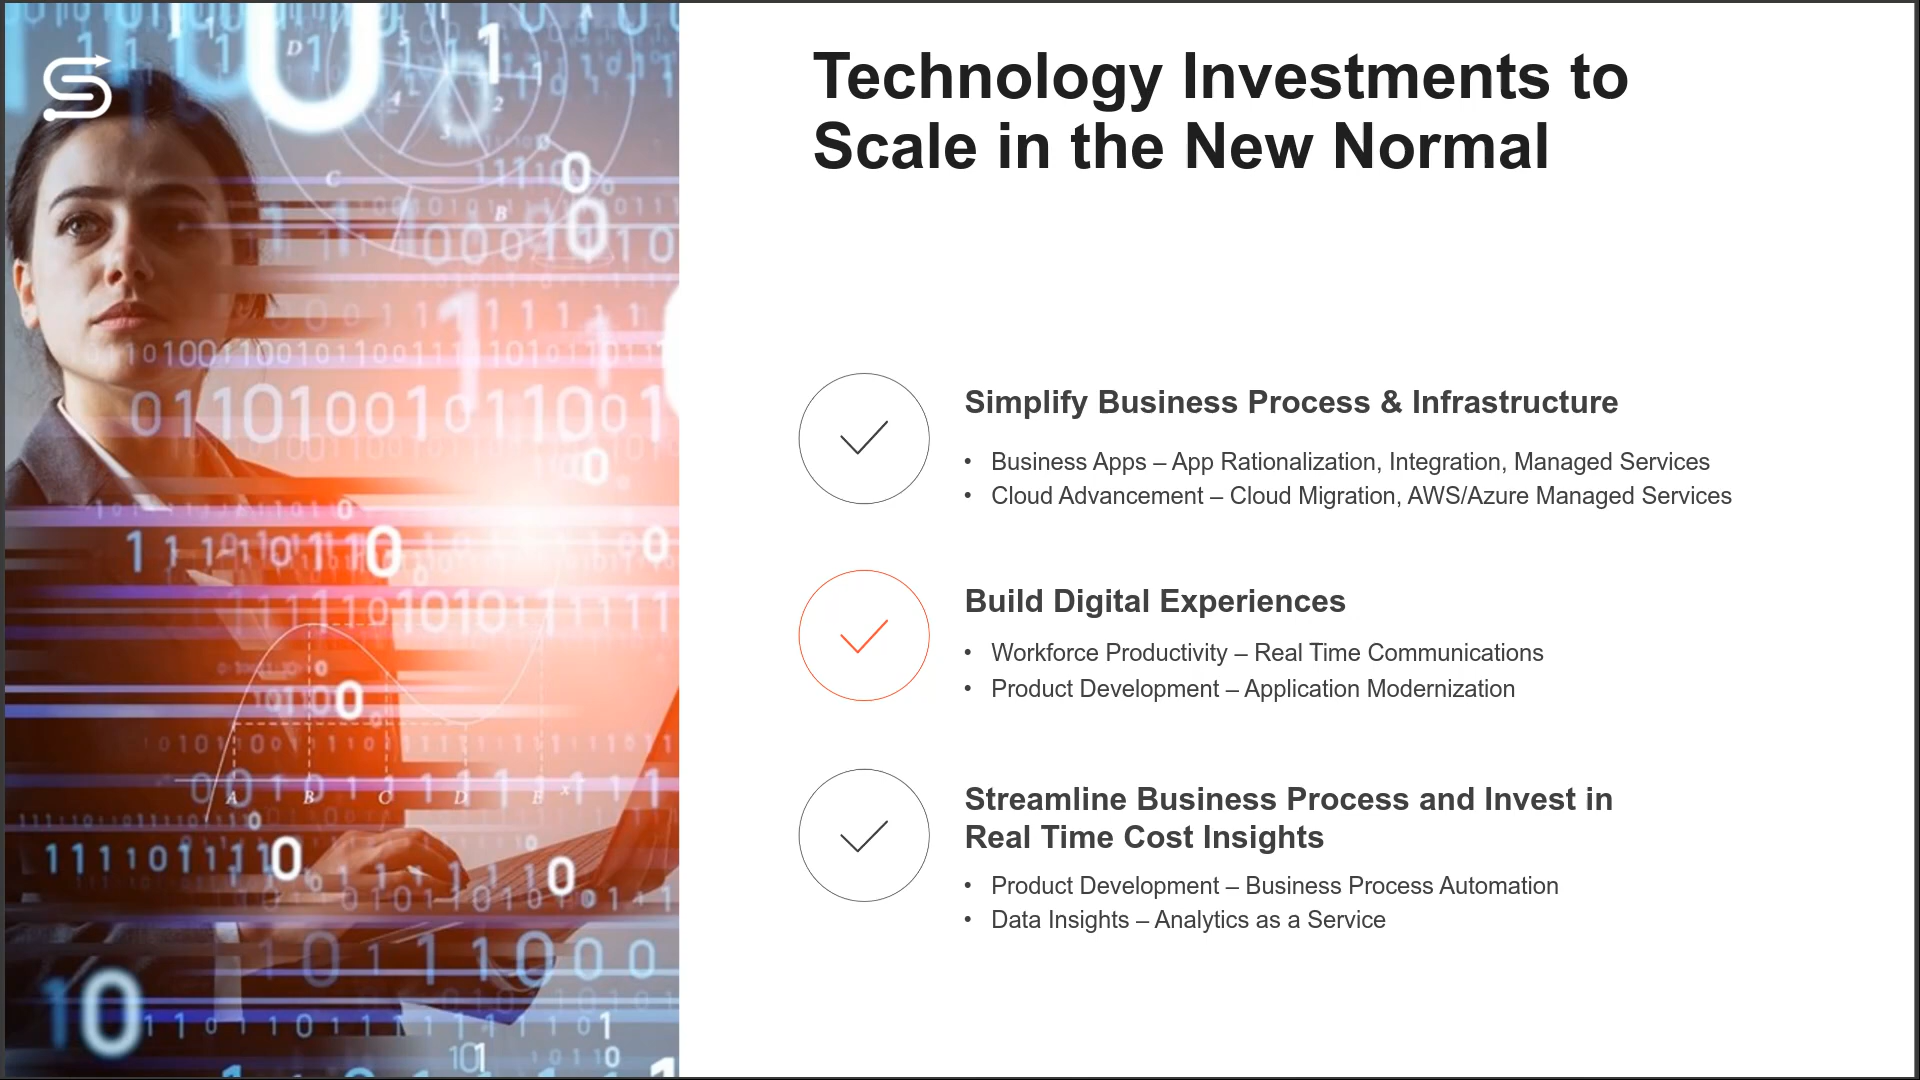 Technology Investments to
Scale in the New Normal
Simplify Business Process & Infrastructure
• Business Apps – App Rationalization, Integration, Managed Services
• Cloud Advancement – Cloud Migration, AWS/Azure Managed Services
Build Digital Experiences
• Workforce Productivity – Real Time Communications
• Product Development – Application Modernization
Streamline Business Process and Invest in
Real Time Cost Insights
• Product Development – Business Process Automation
• Data Insights – Analytics as a Service